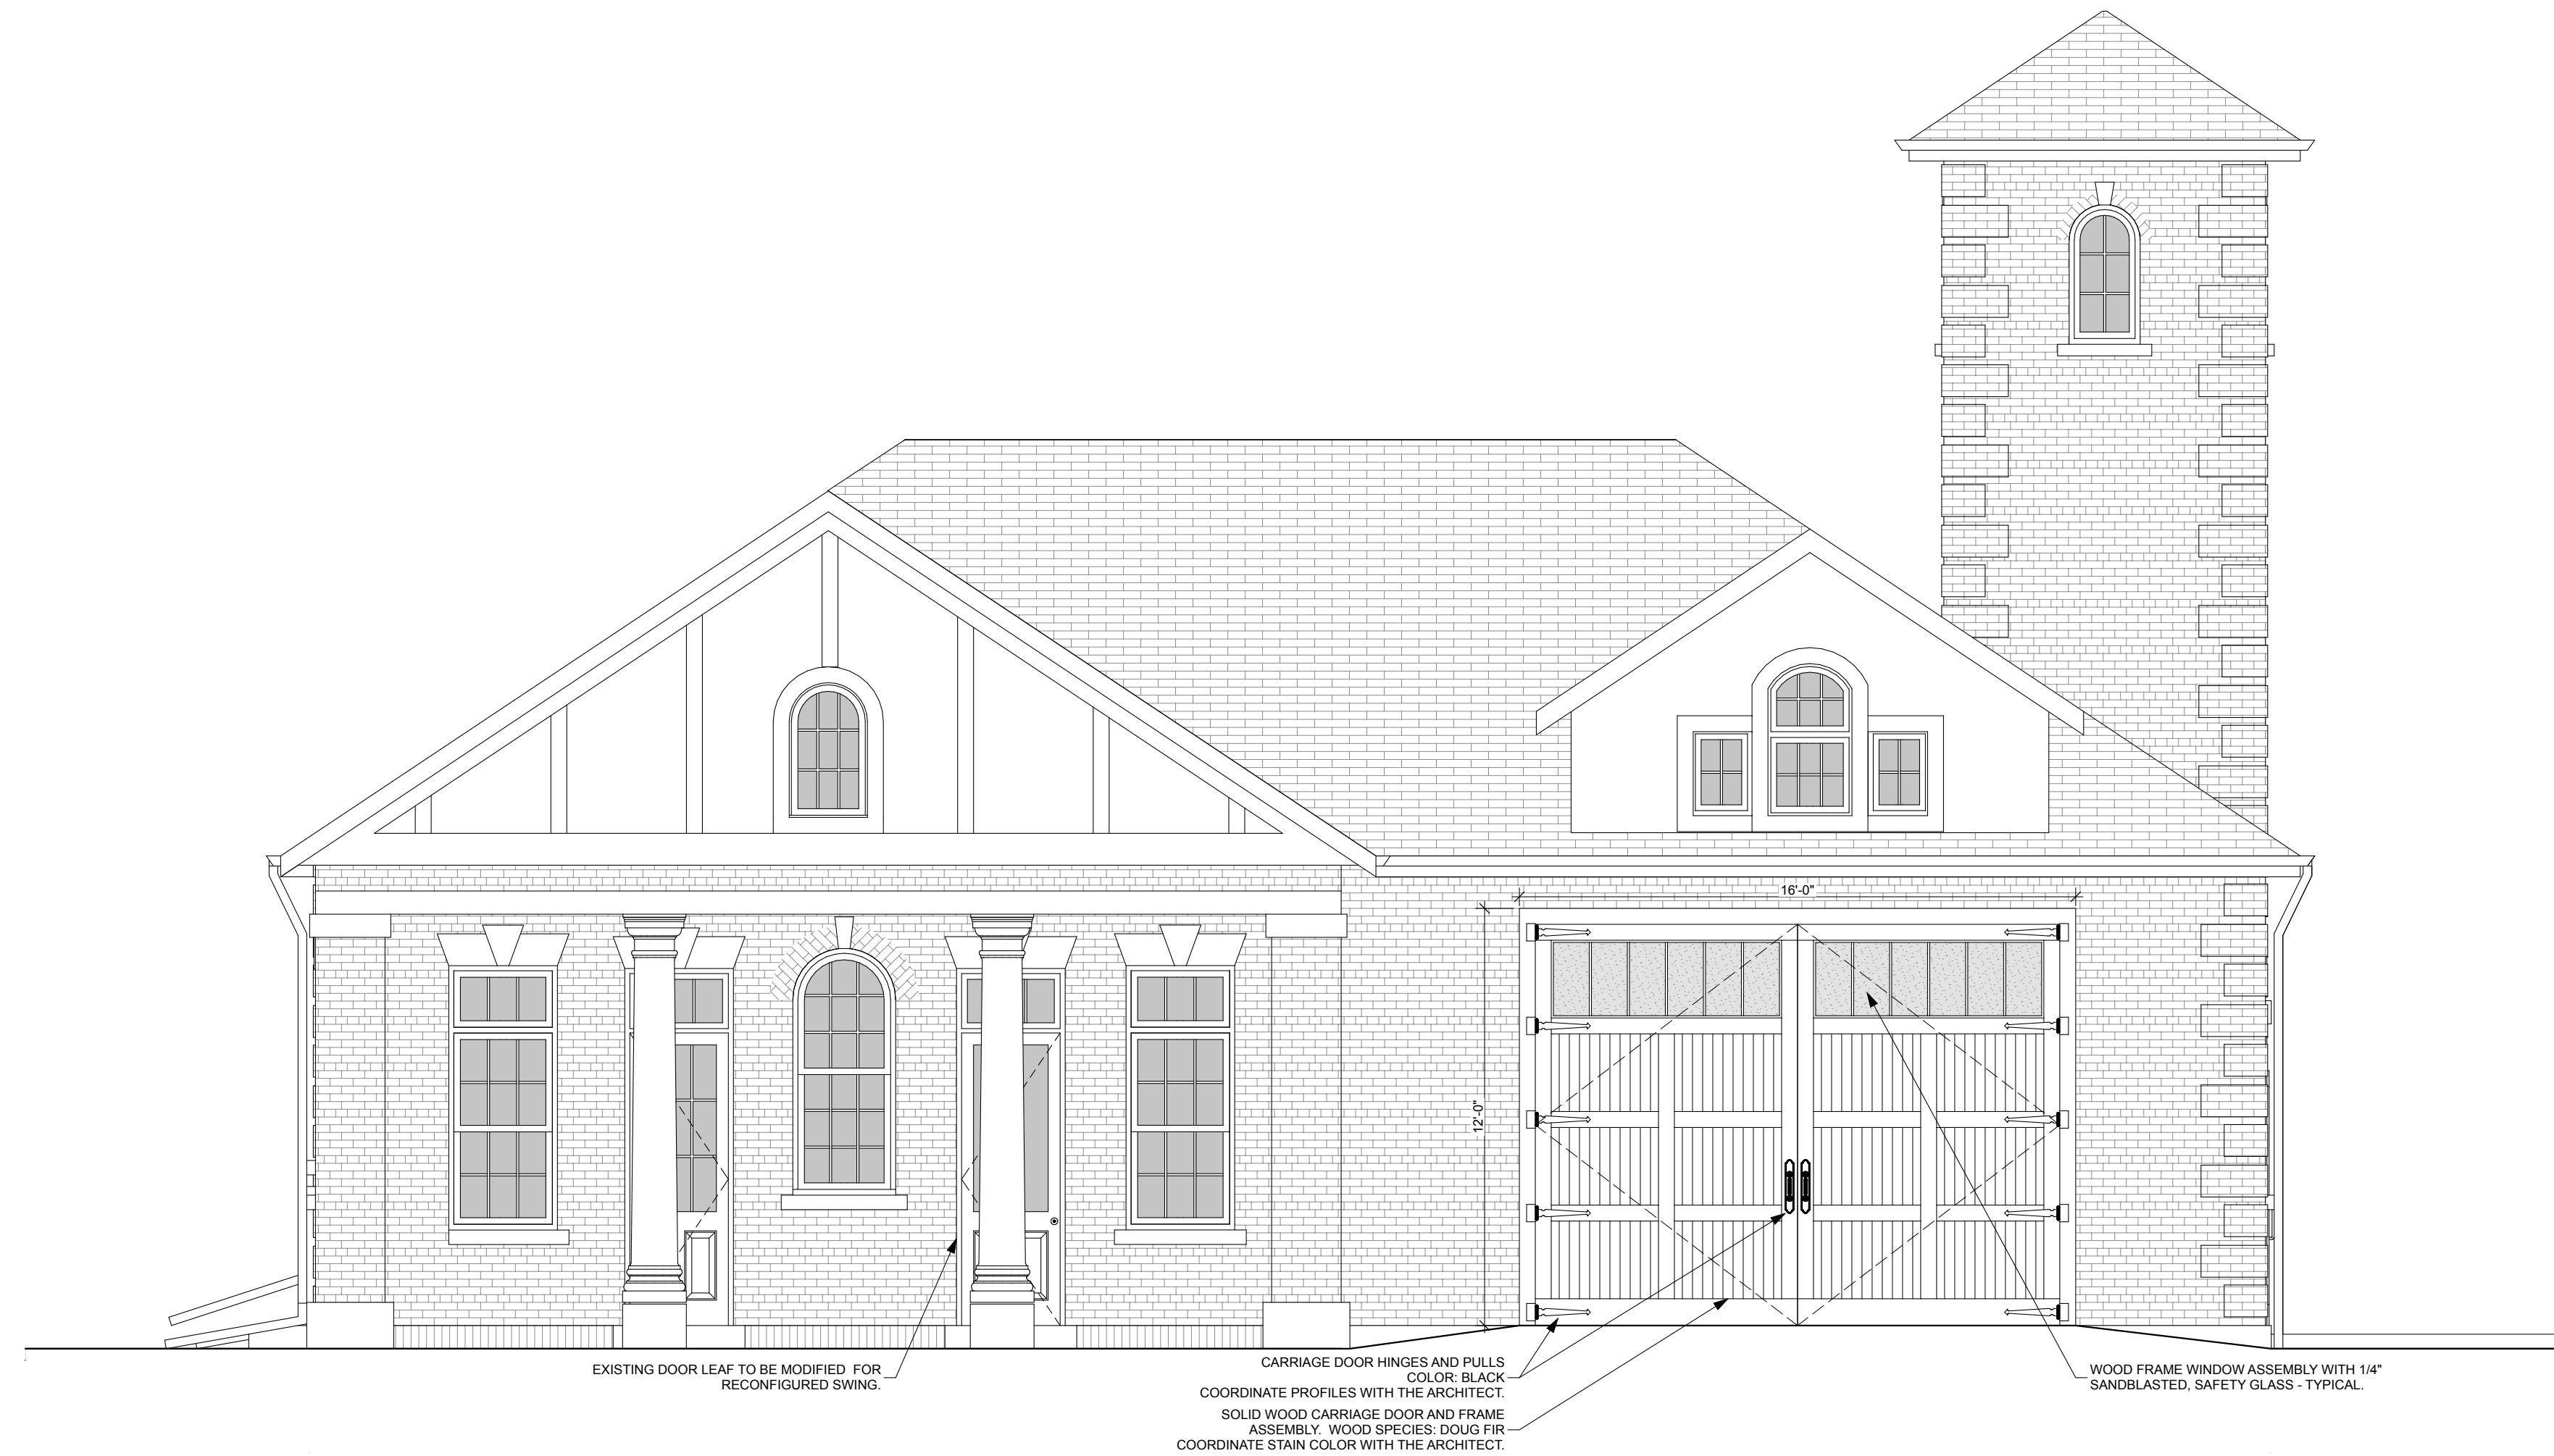 16'-0"
12'-0"
EXISTING DOOR LEAF TO BE MODIFIED FOR
RECONFIGURED SWING.
CARRIAGE DOOR HINGES AND PULLS
COLOR: BLACK
COORDINATE PROFILES WITH THE ARCHITECT.
SOLID WOOD CARRIAGE DOOR AND FRAME
ASSEMBLY. WOOD SPECIES: DOUG FIR
COORDINATE STAIN COLOR WITH THE ARCHITECT.
WOOD FRAME WINDOW ASSEMBLY WITH 1/4"
SANDBLASTED, SAFETY GLASS - TYPICAL.